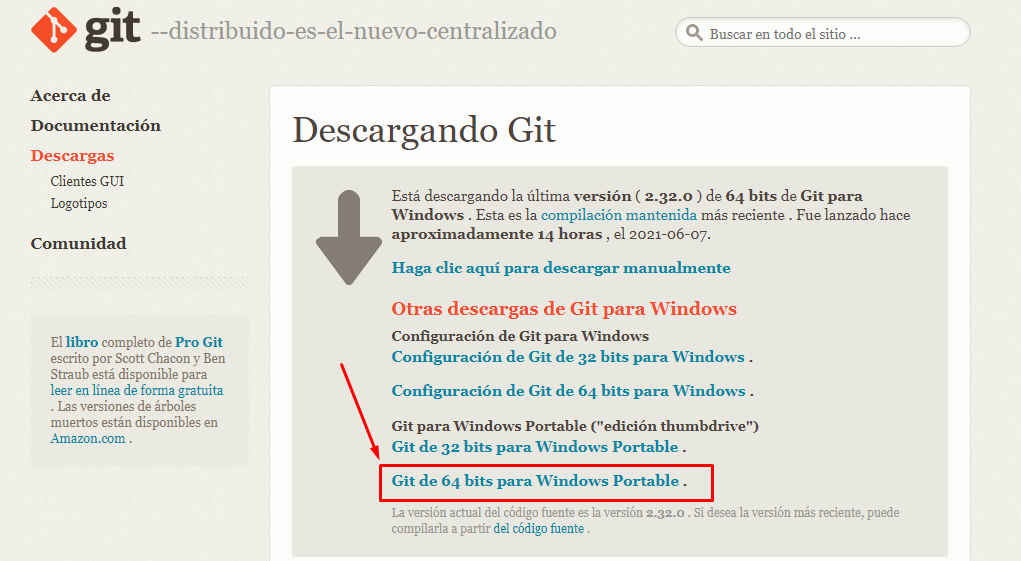 git --distribuido-es-el-nuevo-centralizado
Buscar en todo el sitio ...
Acerca de
Documentación
Descargas
Clientes GUI
Logotipos
Comunidad
El libro completo de Pro Git
escrito por Scott Chacon y Ben
Straub está disponible para
leer en línea de forma gratuita
. Las versiones de árboles
muertos están disponibles en
Amazon.com .
Descargando Git
Está descargando la última versión ( 2.32.0 ) de 64 bits de Git para
Windows . Esta es la compilación mantenida más reciente . Fue lanzado hace
aproximadamente 14 horas , el 2021-06-07.
Haga clic aquí para descargar manualmente
Otras descargas de Git para Windows
Configuración de Git para Windows
Configuración de Git de 32 bits para Windows .
Configuración de Git de 64 bits para Windows .
Git para Windows Portable ("edición thumbdrive")
Git de 32 bits para Windows Portable .
Git de 64 bits para Windows Portable .
La versión actual del código fuente es la versión 2.32.0 . Si desea la versión más reciente, puede
compilarla a partir del código fuente .